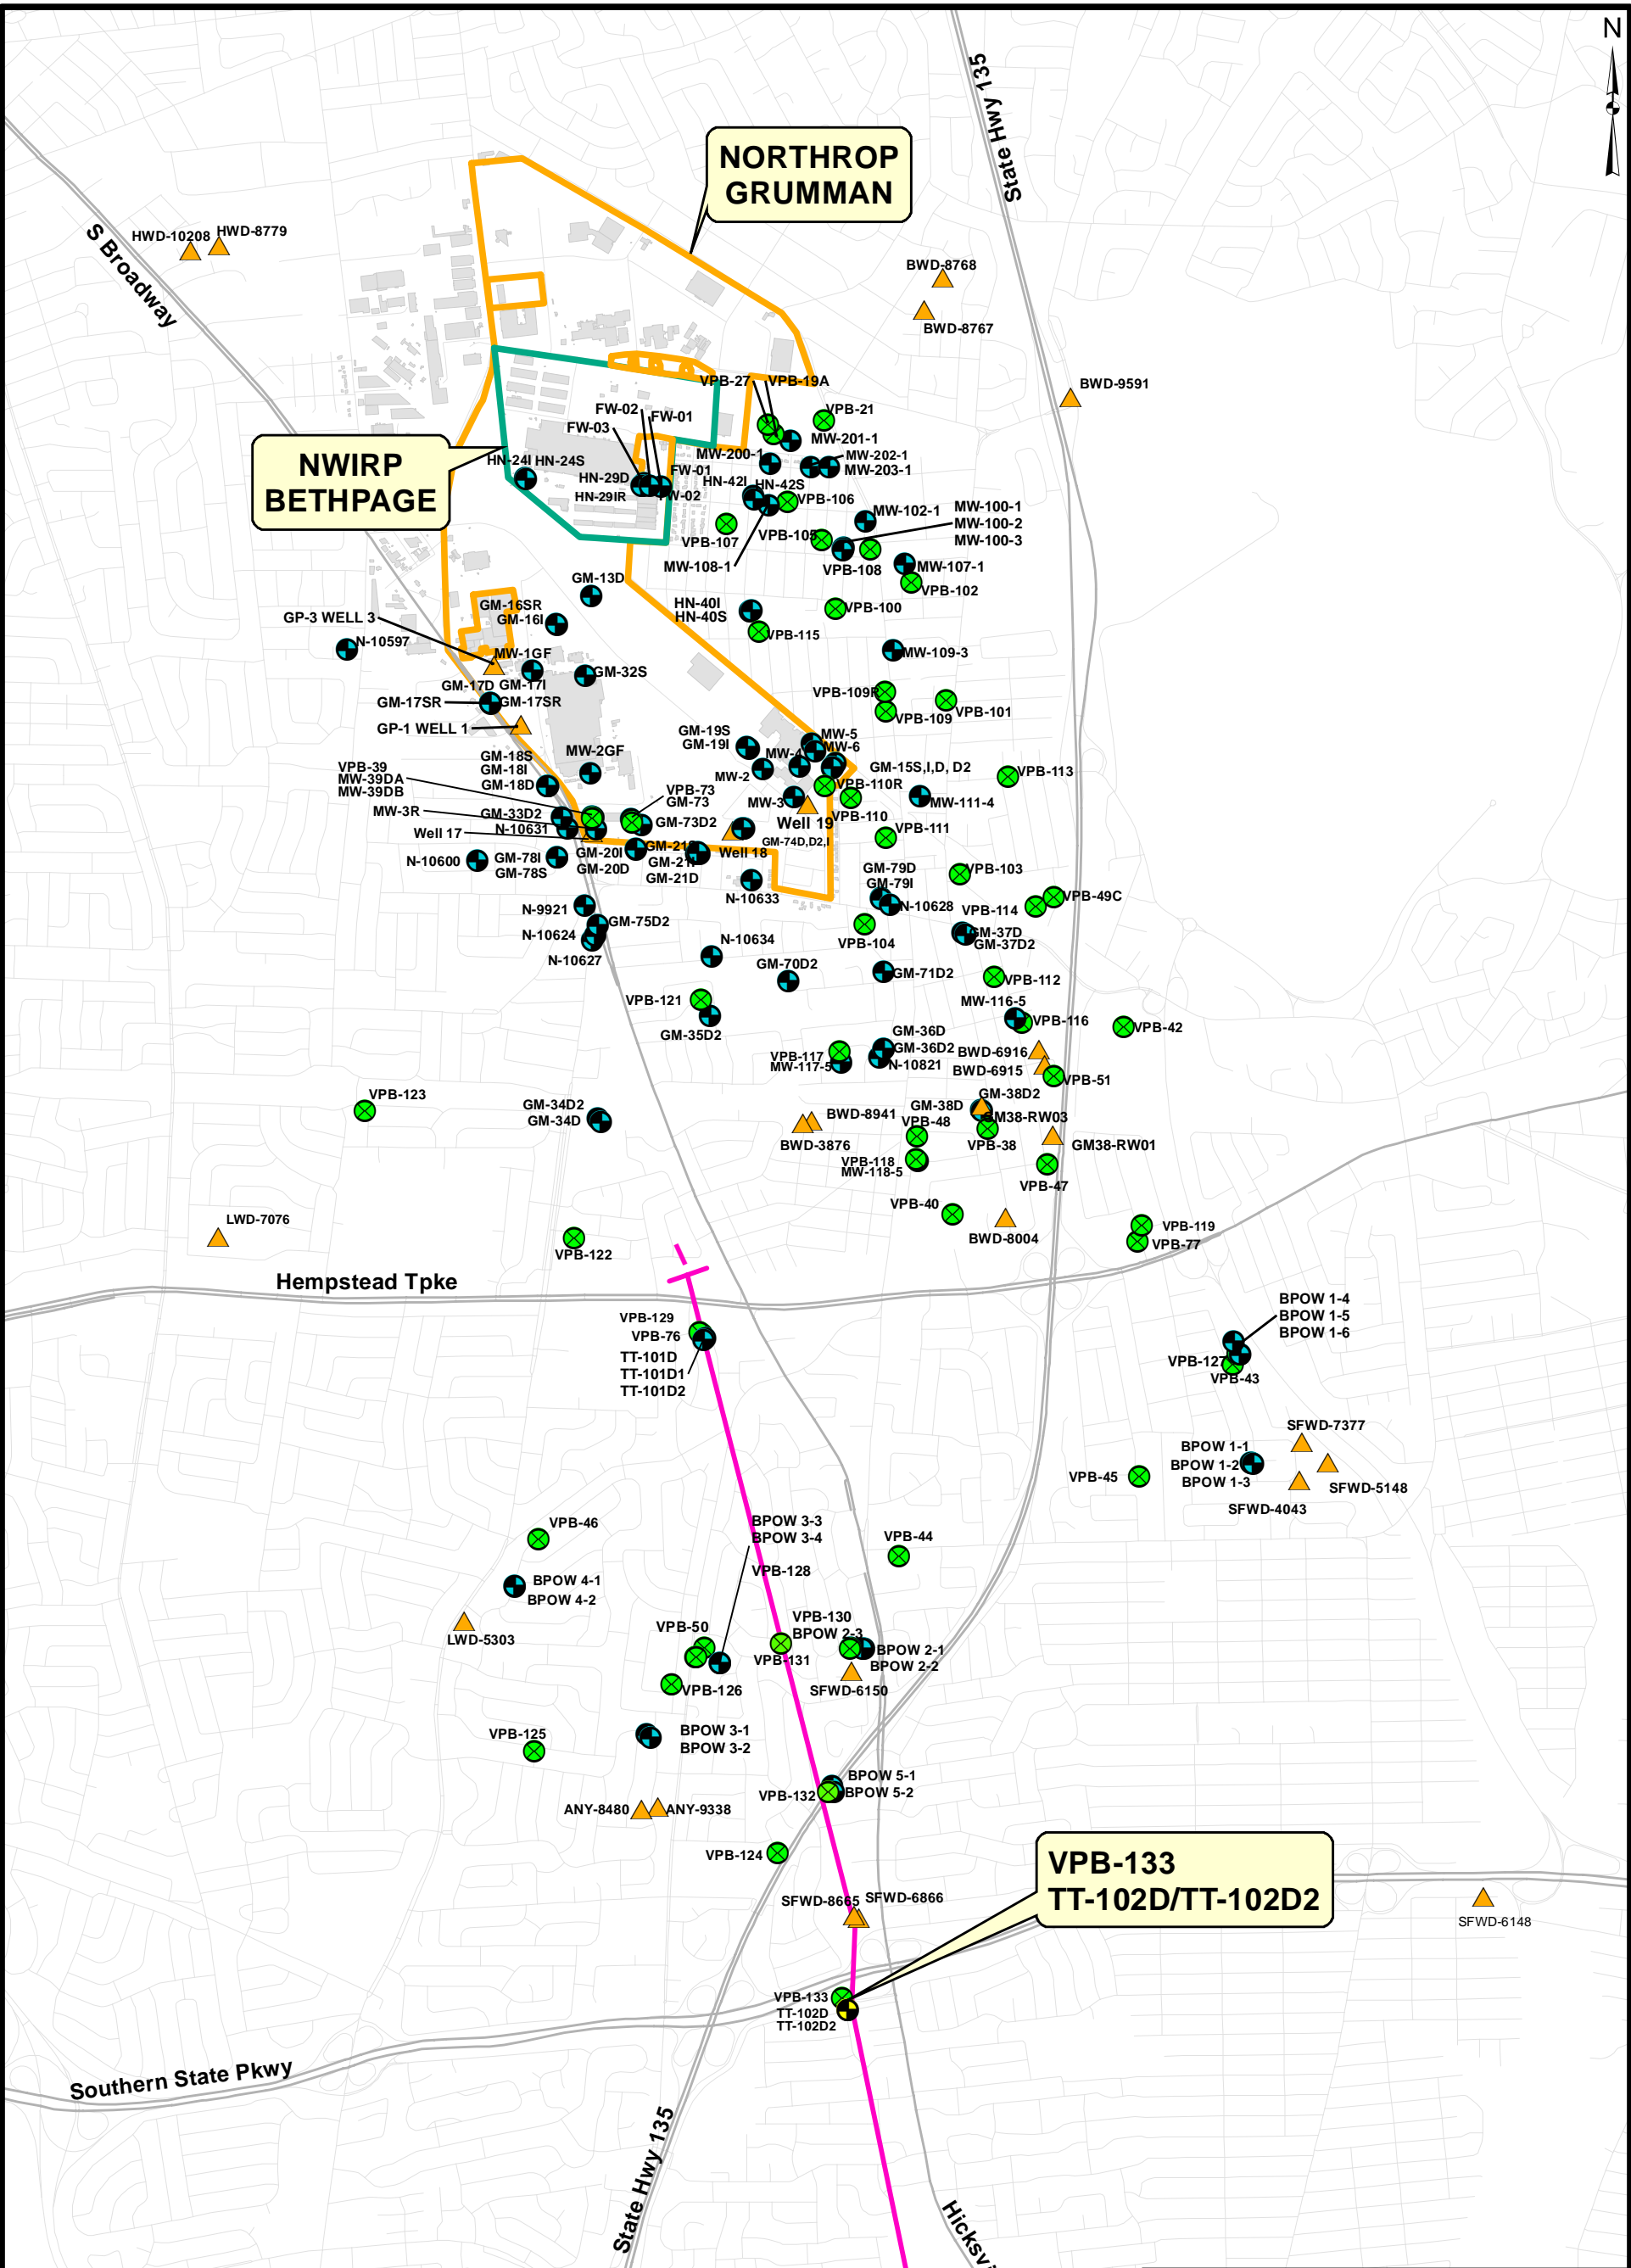 N
State Hwy 135
NORTHROP
GRUMMAN
S Broadway
HWD-10208
HWD-8779
BWD-8768
BWD-8767
BWD-9591
VPB-27
VPB-19A
FW-02
FW-01
FW-03
VPB-21
MW-201-1
MW-202-1
MW-203-1
MW-200-1
NWIRP
BETHPAGE
HN-24I
HN-24S
HN-29D
HN-29IR
FW-01
FW-02
HN-42I
HN-42S
VPB-106
MW-102-1
MW-100-1
MW-100-2
MW-100-3
VPB-107
VPB-105
VPB-108
MW-108-1
MW-107-1
VPB-102
GM-13D
GM-16SR
GM-16I
GP-3 WELL 3
HN-40I
HN-40S
VPB-100
VPB-115
N-10597
MW-1GF
GM-32S
MW-109-3
GM-17D
GM-17I
GM-17SR
GM-17SR
VPB-109R
VPB-109
VPB-101
GP-1 WELL 1
GM-19S
GM-19I
MW-5
MW-6
MW-4
GM-18S
GM-18I
GM-18D
MW-2GF
MW-2
GM-15S,I,D, D2
VPB-113
VPB-39
MW-39DA
MW-39DB
VPB-73
GM-73
MW-3
VPB-110R
VPB-110
MW-111-4
MW-3R
GM-33D2
N-10631
GM-73D2
Well 19
VPB-111
Well 17
GM-74D,D2,I
N-10600
GM-78I
GM-78S
GM-20I
GM-20D
GM-21S
GM-21I
GM-21D
Well 18
VPB-103
GM-79D
GM-79I
N-10628
N-10633
VPB-114
VPB-49C
N-9921
GM-75D2
N-10624
N-10627
VPB-104
GM-37D
GM-37D2
N-10634
GM-70D2
GM-71D2
VPB-112
VPB-121
GM-35D2
MW-116-5
VPB-116
VPB-42
GM-36D
GM-36D2
N-10821
VPB-117
MW-117-5
BWD-6916
BWD-6915
VPB-51
VPB-123
GM-34D2
GM-34D
GM-38D
GM-38D2
GM38-RW03
VPB-38
BWD-8941
BWD-3876
VPB-48
GM38-RW01
VPB-118
MW-118-5
VPB-47
LWD-7076
VPB-40
BWD-8004
VPB-119
VPB-77
VPB-122
Hempstead Tpke
VPB-129
VPB-76
TT-101D
TT-101D1
TT-101D2
BPOW 1-4
BPOW 1-5
BPOW 1-6
VPB-127
VPB-43
SFWD-7377
BPOW 1-1
BPOW 1-2
BPOW 1-3
SFWD-5148
SFWD-4043
VPB-45
VPB-46
BPOW 3-3
BPOW 3-4
VPB-44
VPB-128
BPOW 4-1
BPOW 4-2
LWD-5303
VPB-50
VPB-130
BPOW 2-3
VPB-131
BPOW 2-1
BPOW 2-2
VPB-126
SFWD-6150
BPOW 3-1
BPOW 3-2
VPB-125
BPOW 5-1
BPOW 5-2
VPB-132
ANY-8480
ANY-9338
VPB-124
VPB-133
TT-102D/TT-102D2
SFWD-8665
SFWD-6866
SFWD-6148
VPB-133
TT-102D
TT-102D2
Southern State Pkwy
State Hwy 135
Hicksvi